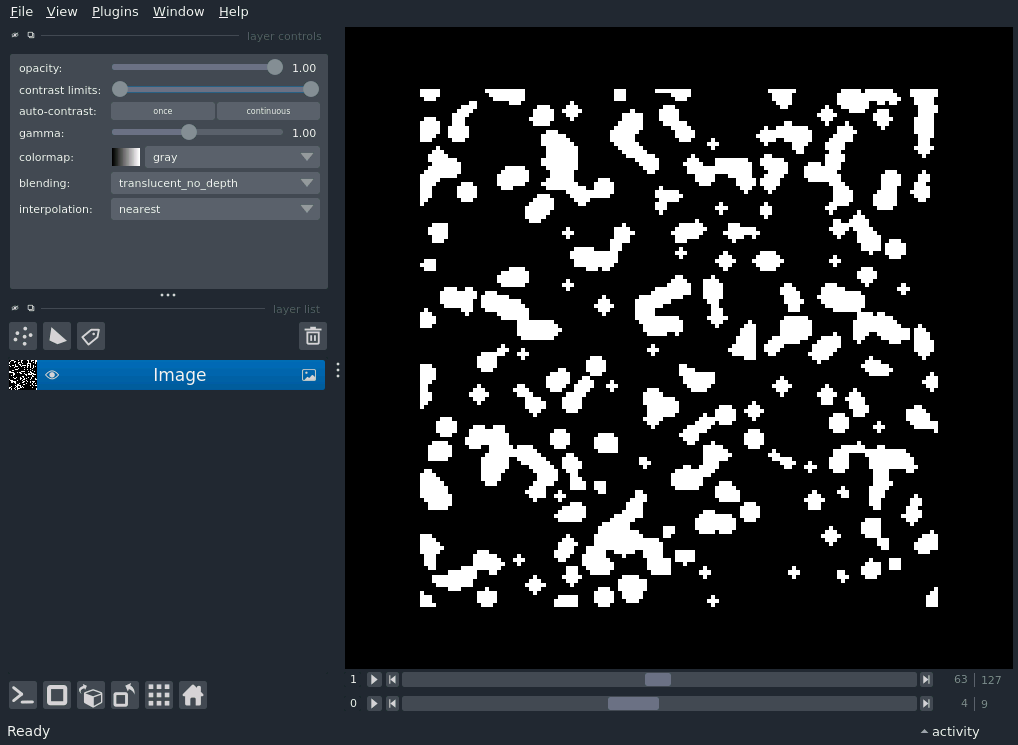 File View Plugins Window Help
layer controls
opacity: 1.00
contrast limits:
auto-contrast: once continuous
gamma: 1.00
colormap: gray
blending: translucent_no_depth
interpolation: nearest
layer list
Image
1 63 127
0 4 9
Ready
activity